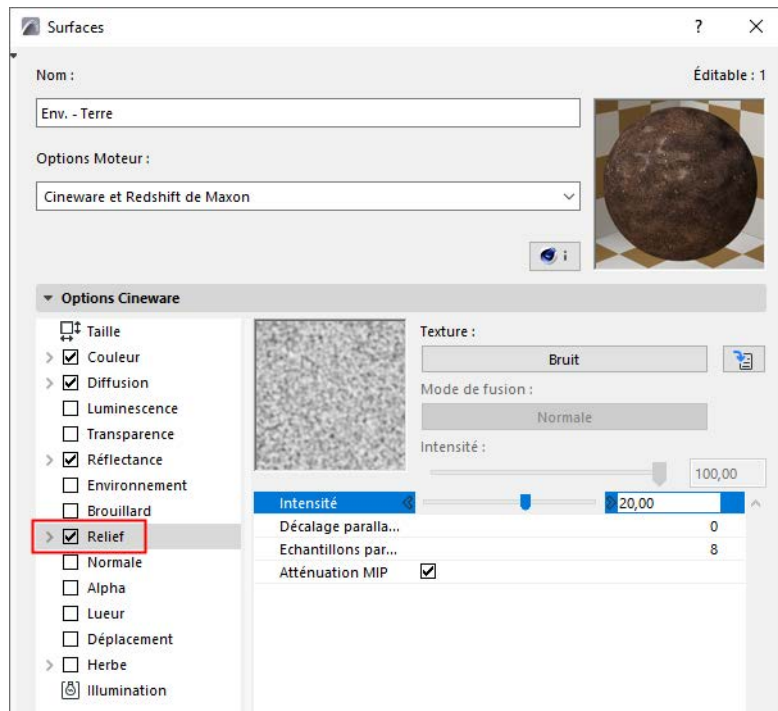 Surfaces
?
Nom :
Éditable : 1
Env. - Terre
Options Moteur :
Cineware et Redshift de Maxon
i
Options Cineware
Taille
Couleur
Diffusion
Luminescence
Transparence
Réflectance
Environnement
Brouillard
Relief
Normale
Alpha
Lueur
Déplacement
Herbe
Illumination
Texture :
Bruit
Mode de fusion :
Normale
Intensité :
100,00
Intensité 20,00
Décalage paralla... 0
Echantillons par... 8
Atténuation MIP